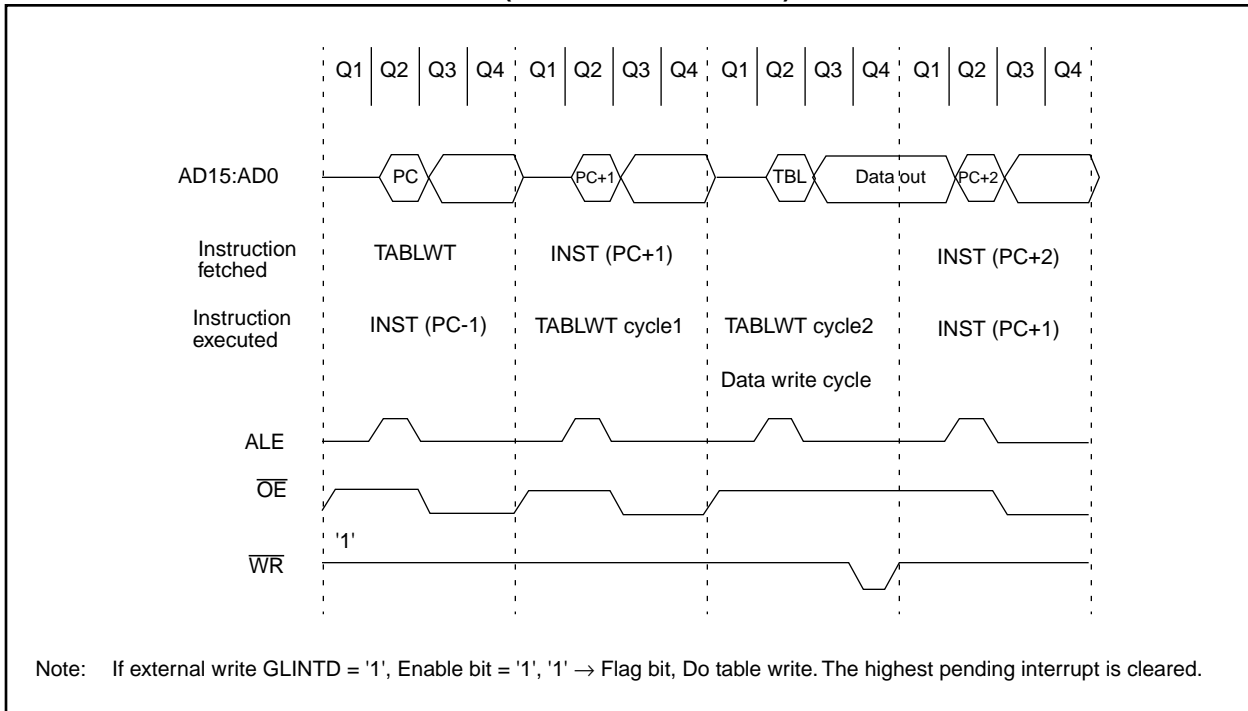 Q1 Q2 Q3 Q4 Q1 Q2 Q3 Q4 Q1 Q2 Q3 Q4 Q1 Q2 Q3 Q4
AD15:AD0 PC PC+1 TBL Data out PC+2
Instruction fetched TABLWT INST (PC+1) INST (PC+2)
Instruction executed INST (PC-1) TABLWT cycle1 TABLWT cycle2 INST (PC+1)
Data write cycle
ALE
OE
'1'
WR
Note: If external write GLINTD = '1', Enable bit = '1', '1' → Flag bit, Do table write. The highest pending interrupt is cleared.